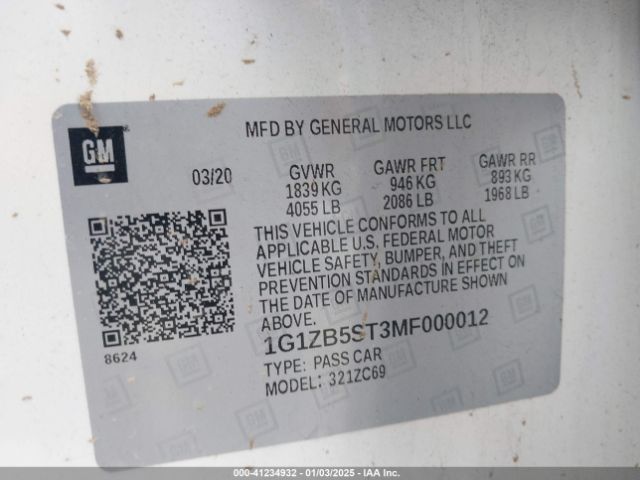 GM
MFD BY GENERAL MOTORS LLC
03/20
GVWR GAWR FRT GAWR RR
1839 KG 946 KG 893 KG
4055 LB 2086 LB 1968 LB
THIS VEHICLE CONFORMS TO ALL
APPLICABLE U.S. FEDERAL MOTOR
VEHICLE SAFETY, BUMPER, AND THEFT
PREVENTION STANDARDS IN EFFECT ON
THE DATE OF MANUFACTURE SHOWN
ABOVE.
8624
1G1ZB5ST3MF000012
TYPE: PASS CAR
MODEL: 321ZC69
000-41234932 - 01/03/2025 - IAA Inc.